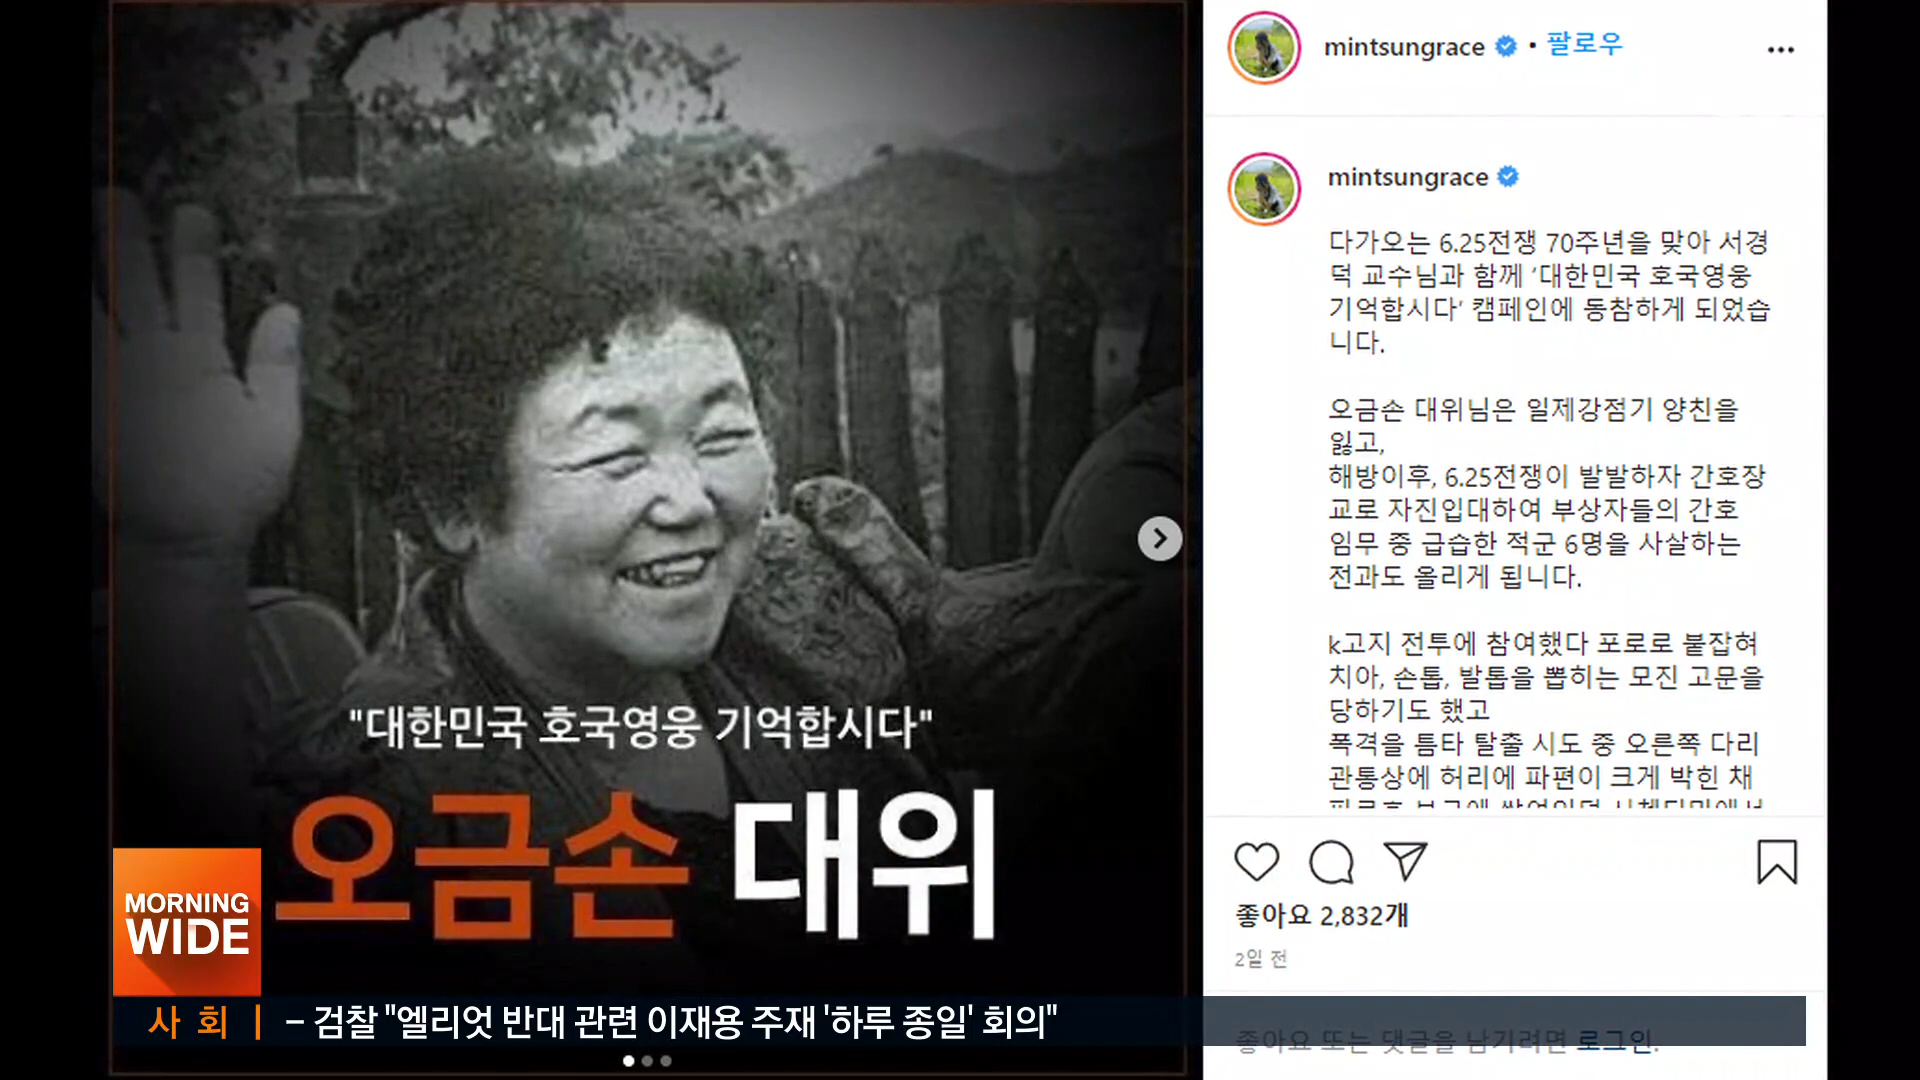 mintsungrace • 팔로우
mintsungrace
다가오는 6.25전쟁 70주년을 맞아 서경
덕 교수님과 함께 '대한민국 호국영웅
기억합시다' 캠페인에 동참하게 되었습
니다.
오금손 대위님은 일제강점기 양친을
잃고,
해방이후, 6.25전쟁이 발발하자 간호장
교로 자진입대하여 부상자들의 간호
임무 중 급습한 적군 6명을 사살하는
전과도 올리게 됩니다.
k고지 전투에 참여했다 포로로 붙잡혀
치아, 손톱, 발톱을 뽑히는 모진 고문을
당하기도 했고
폭격을 틈타 탈출 시도 중 오른쪽 다리
관통상에 허리에 파편이 크게 박힌 채
좋아요 2,832개
2일 전
좋아요 또는 댓글을 남기려면 로그인.
"대한민국 호국영웅 기억합시다"
오금손 대위
MORNING
WIDE
사회 | – 검찰 "엘리엇 반대 관련 이재용 주재 '하루 종일' 회의"